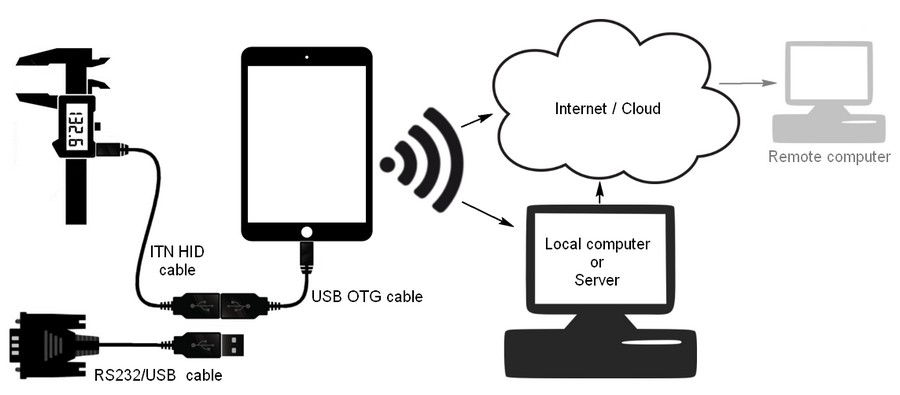 132.6
ITN HID
cable
USB OTG cable
RS232/USB cable
Internet / Cloud
Local computer
or
Server
Remote computer